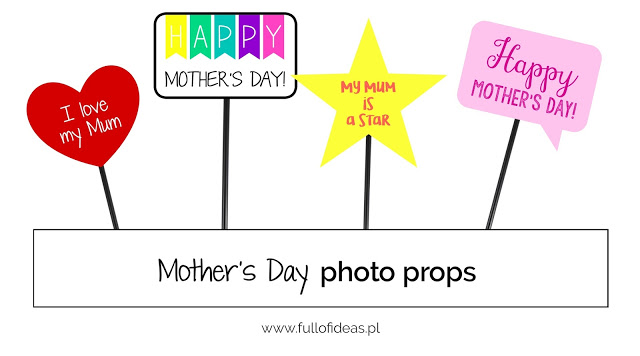 I love
my Mum
HAPPY
MOTHER'S DAY!
MY MUM
IS
A STAR
Happy
MOTHER'S DAY!
Mother's Day photo props
www.fullofideas.pl